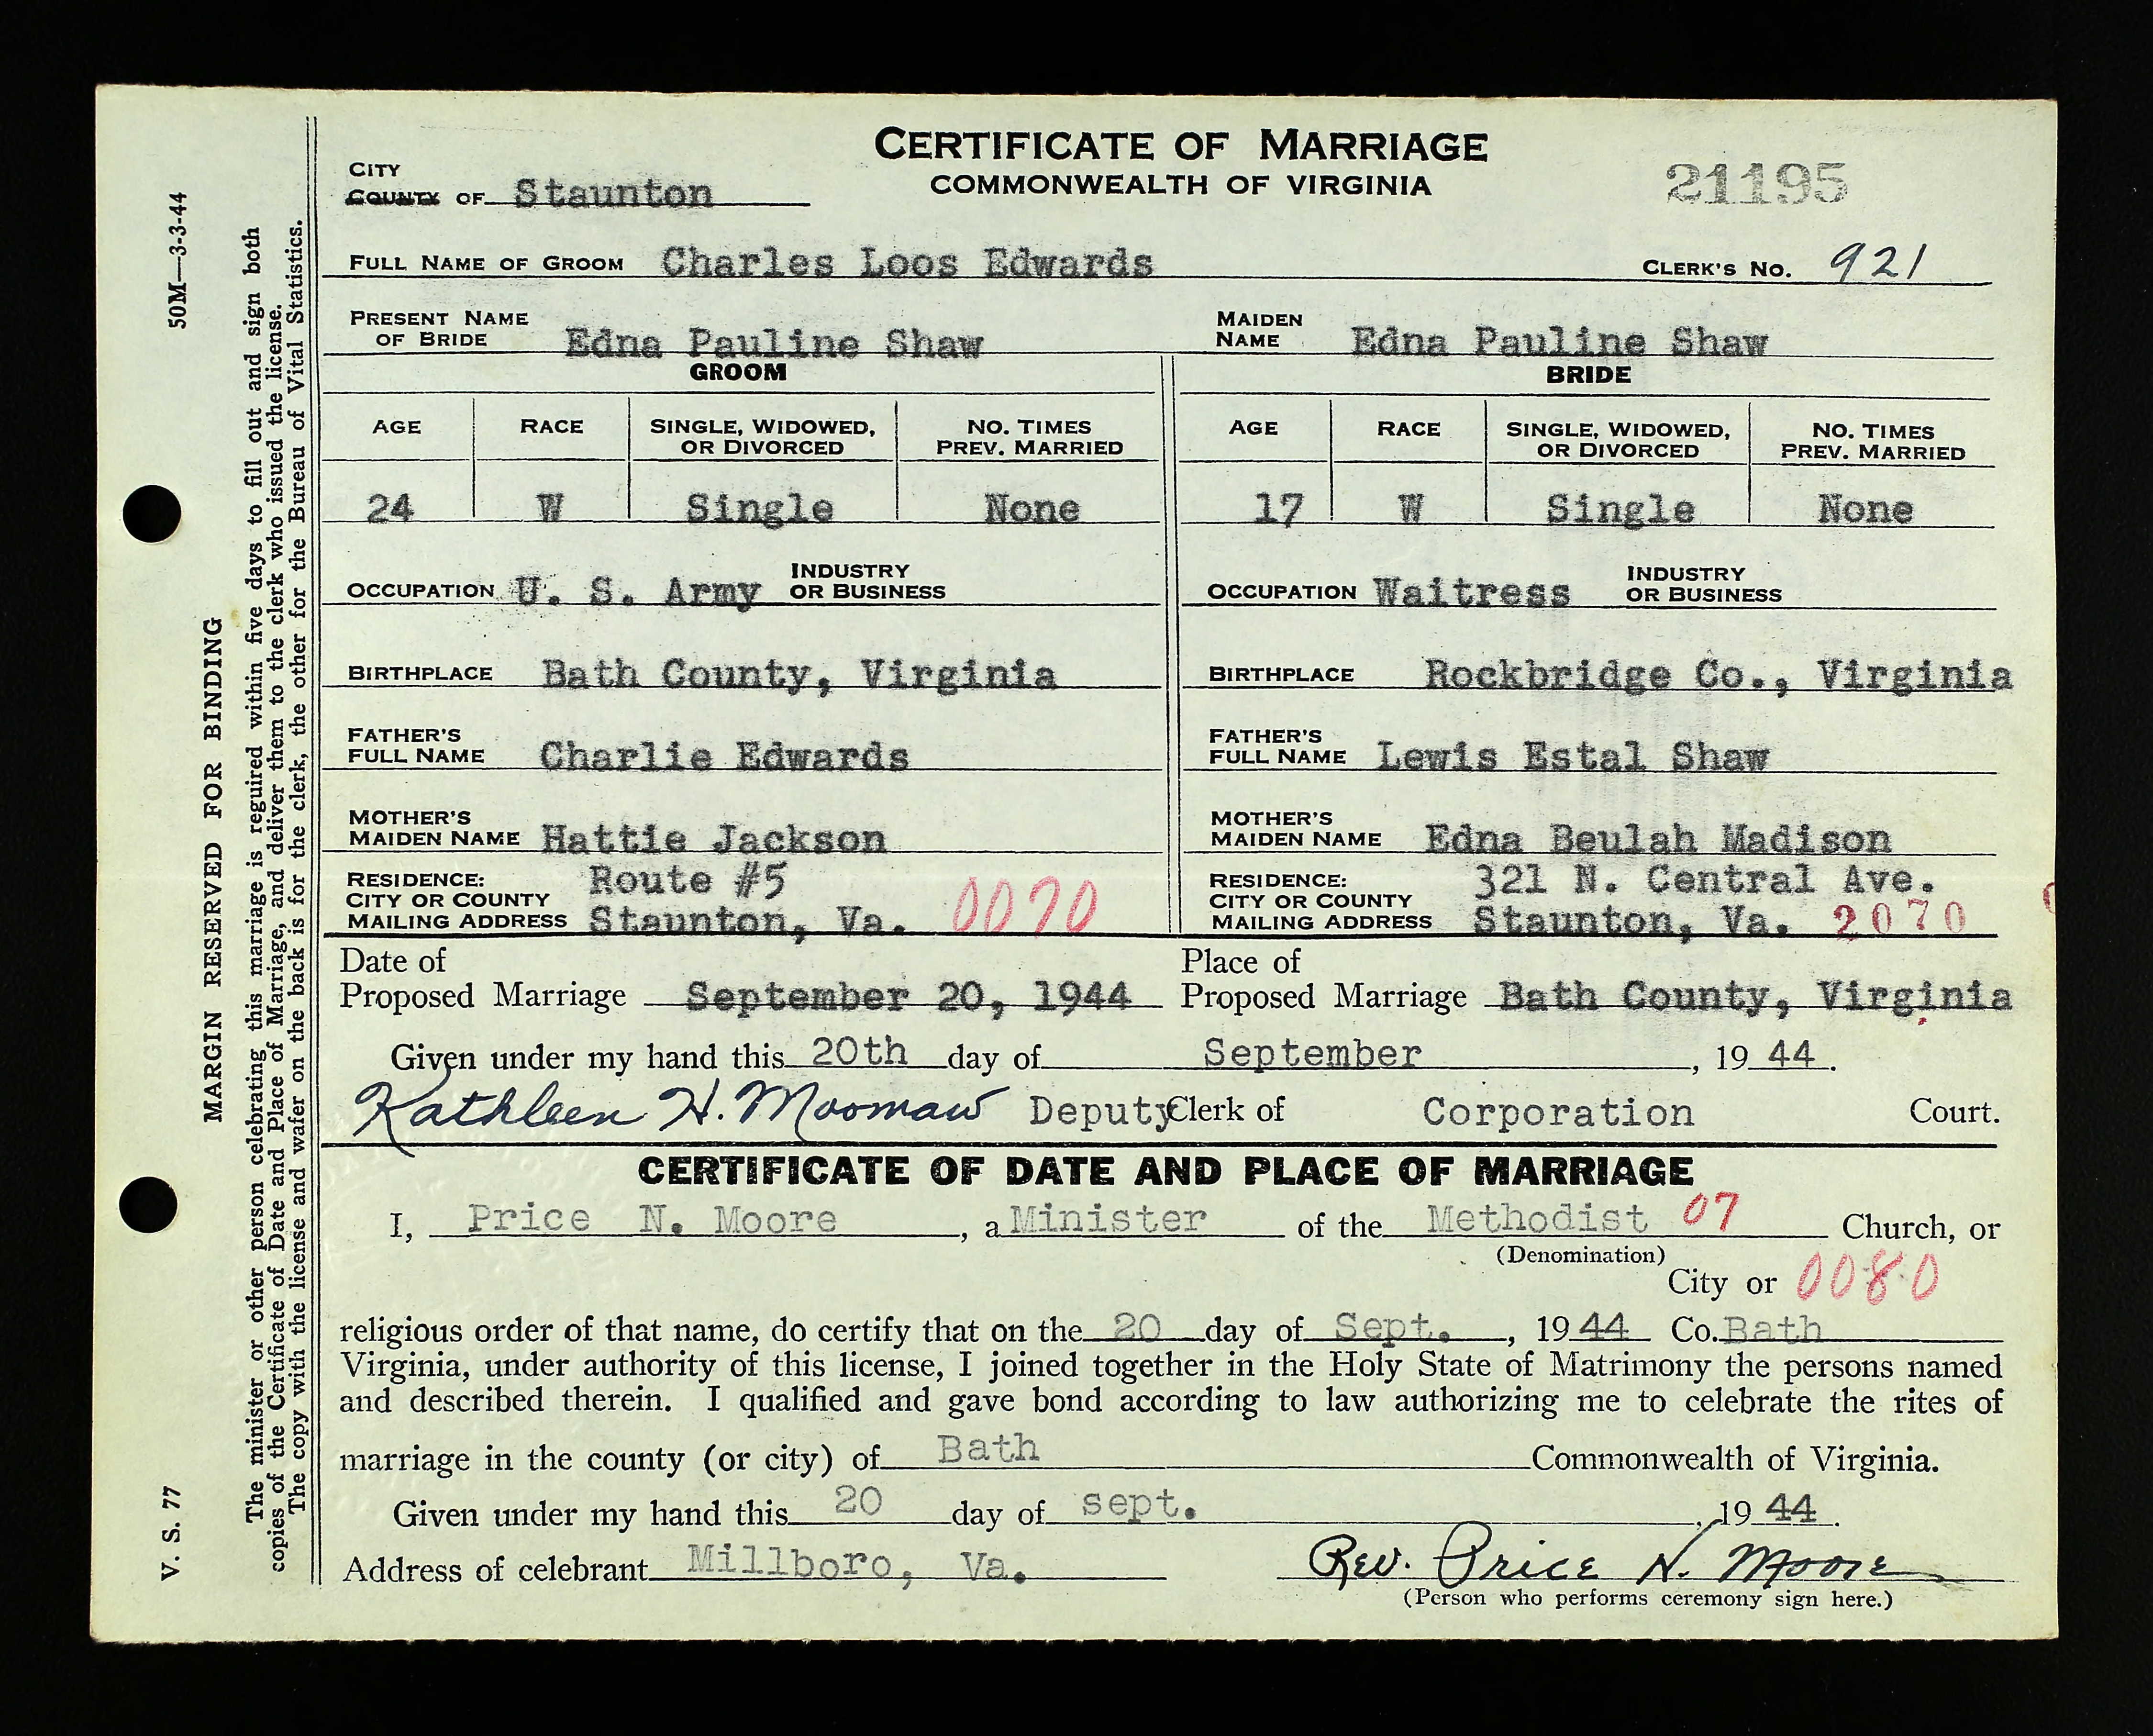 CERTIFICATE OF MARRIAGE
COMMONWEALTH OF VIRGINIA
21195
CITY
COUNTY OF Staunton
FULL NAME OF GROOM Charles Loos Edwards CLERK'S NO. 921
PRESENT NAME OF BRIDE Edna Pauline Shaw MAIDEN NAME Edna Pauline Shaw
GROOM BRIDE
AGE RACE SINGLE, WIDOWED, OR DIVORCED NO. TIMES PREV. MARRIED AGE RACE SINGLE, WIDOWED, OR DIVORCED NO. TIMES PREV. MARRIED
24 W Single None 17 W Single None
OCCUPATION U. S. Army INDUSTRY OR BUSINESS OCCUPATION Waitress INDUSTRY OR BUSINESS
BIRTHPLACE Bath County, Virginia BIRTHPLACE Rockbridge Co., Virginia
FATHER'S FULL NAME Charlie Edwards FATHER'S FULL NAME Lewis Estal Shaw
MOTHER'S MAIDEN NAME Hattie Jackson MOTHER'S MAIDEN NAME Edna Beulah Madison
RESIDENCE: Route #5 RESIDENCE: 321 N. Central Ave.
CITY OR COUNTY CITY OR COUNTY
MAILING ADDRESS Staunton, Va. 0070 MAILING ADDRESS Staunton, Va. 2070
Date of Place of
Proposed Marriage September 20, 1944 Proposed Marriage Bath County, Virginia
Given under my hand this 20th day of September, 19 44.
Kathleen H. Moomaw Deputy Clerk of Corporation Court.
CERTIFICATE OF DATE AND PLACE OF MARRIAGE
I, Price N. Moore, a Minister of the Methodist 07 Church, or
(Denomination)
City or 0080
religious order of that name, do certify that on the 20 day of Sept., 19 44 Co. Bath
Virginia, under authority of this license, I joined together in the Holy State of Matrimony the persons named
and described therein. I qualified and gave bond according to law authorizing me to celebrate the rites of
marriage in the county (or city) of Bath Commonwealth of Virginia.
Given under my hand this 20 day of sept., 19 44.
Address of celebrant Millboro, Va. Rev. Price N. Moore
(Person who performs ceremony sign here.)
V. S. 77 50M—3-3-44
MARGIN RESERVED FOR BINDING
The minister or other person celebrating this marriage is required within five days to fill out and sign both
copies of the Certificate of Date and Place of Marriage, and deliver them to the clerk who issued the license.
The copy with the license and wafer on the back is for the clerk, the other for the Bureau of Vital Statistics.